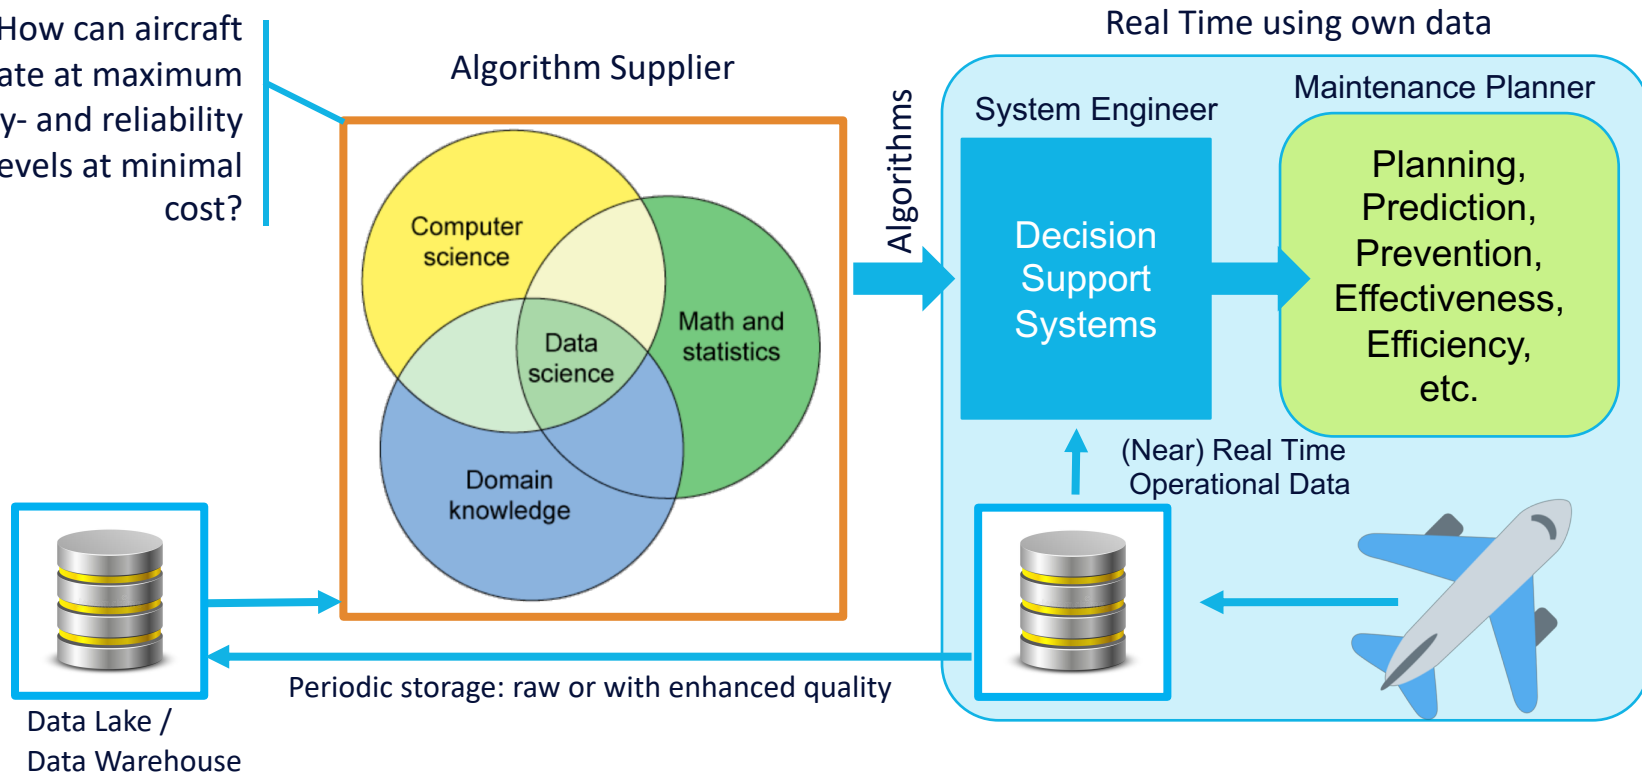 How can aircraft
ate at maximum
y- and reliability
evels at minimal
cost?
Algorithm Supplier
Computer
science
Math and
statistics
Data
science
Domain
knowledge
Algorithms
Real Time using own data
System Engineer
Maintenance Planner
Decision
Support
Systems
Planning,
Prediction,
Prevention,
Effectiveness,
Efficiency,
etc.
(Near) Real Time
Operational Data
Periodic storage: raw or with enhanced quality
Data Lake /
Data Warehouse